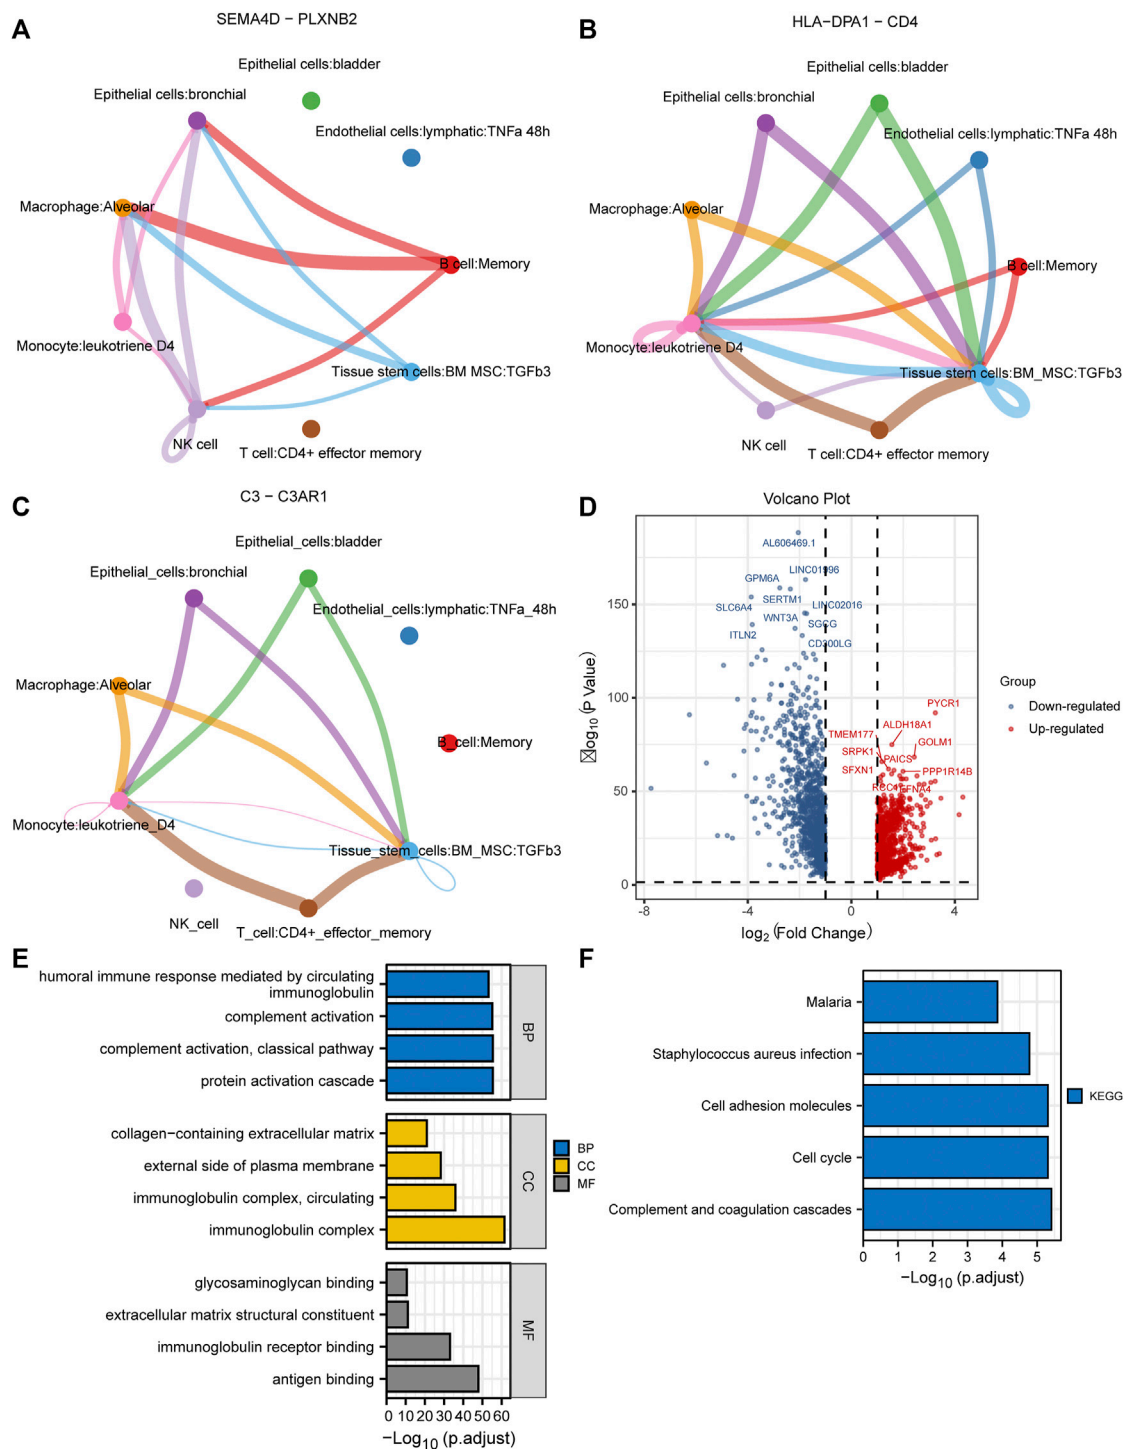 A
SEMA4D − PLXNB2
Epithelial cells:bladder
Epithelial cells:bronchial
Endothelial cells:lymphatic:TNFa 48h
Macrophage:Alveolar
B cell:Memory
Monocyte:leukotriene D4
Tissue stem cells:BM MSC:TGFb3
NK cell
T cell:CD4+ effector memory
B
HLA−DPA1 − CD4
Epithelial cells:bladder
Epithelial cells:bronchial
Endothelial cells:lymphatic:TNFa 48h
Macrophage:Alveolar
B cell:Memory
Monocyte:leukotriene D4
Tissue stem cells:BM_MSC:TGFb3
NK cell
T cell:CD4+ effector memory
C
C3 − C3AR1
Epithelial_cells:bladder
Epithelial_cells:bronchial
Endothelial_cells:lymphatic:TNFa_48h
Macrophage:Alveolar
B_cell:Memory
Monocyte:leukotriene_D4
Tissue_stem_cells:BM_MSC:TGFb3
NK_cell
T_cell:CD4+_effector_memory
D
Volcano Plot
AL606469.1
LINC01996
GPM6A
SERTM1
SLC6A4
LINC02016
WNT3A
SGCG
ITLN2
CD300LG
PYCR1
ALDH18A1
TMEM177
GOLM1
SRPK1
PAICS
SFXN1
PPP1R14B
RCC1
EFNA4
150
100
50
0
-8
-4
0
4
log10 (P Value)
log2 (Fold Change)
Group
Down-regulated
Up-regulated
E
humoral immune response mediated by circulating
immunoglobulin
complement activation
complement activation, classical pathway
protein activation cascade
BP
collagen−containing extracellular matrix
external side of plasma membrane
immunoglobulin complex, circulating
immunoglobulin complex
CC
glycosaminoglycan binding
extracellular matrix structural constituent
immunoglobulin receptor binding
antigen binding
MF
0 10 20 30 40 50 60
−Log10 (p.adjust)
BP
CC
MF
F
Malaria
Staphylococcus aureus infection
Cell adhesion molecules
Cell cycle
Complement and coagulation cascades
0 1 2 3 4 5
−Log10 (p.adjust)
KEGG